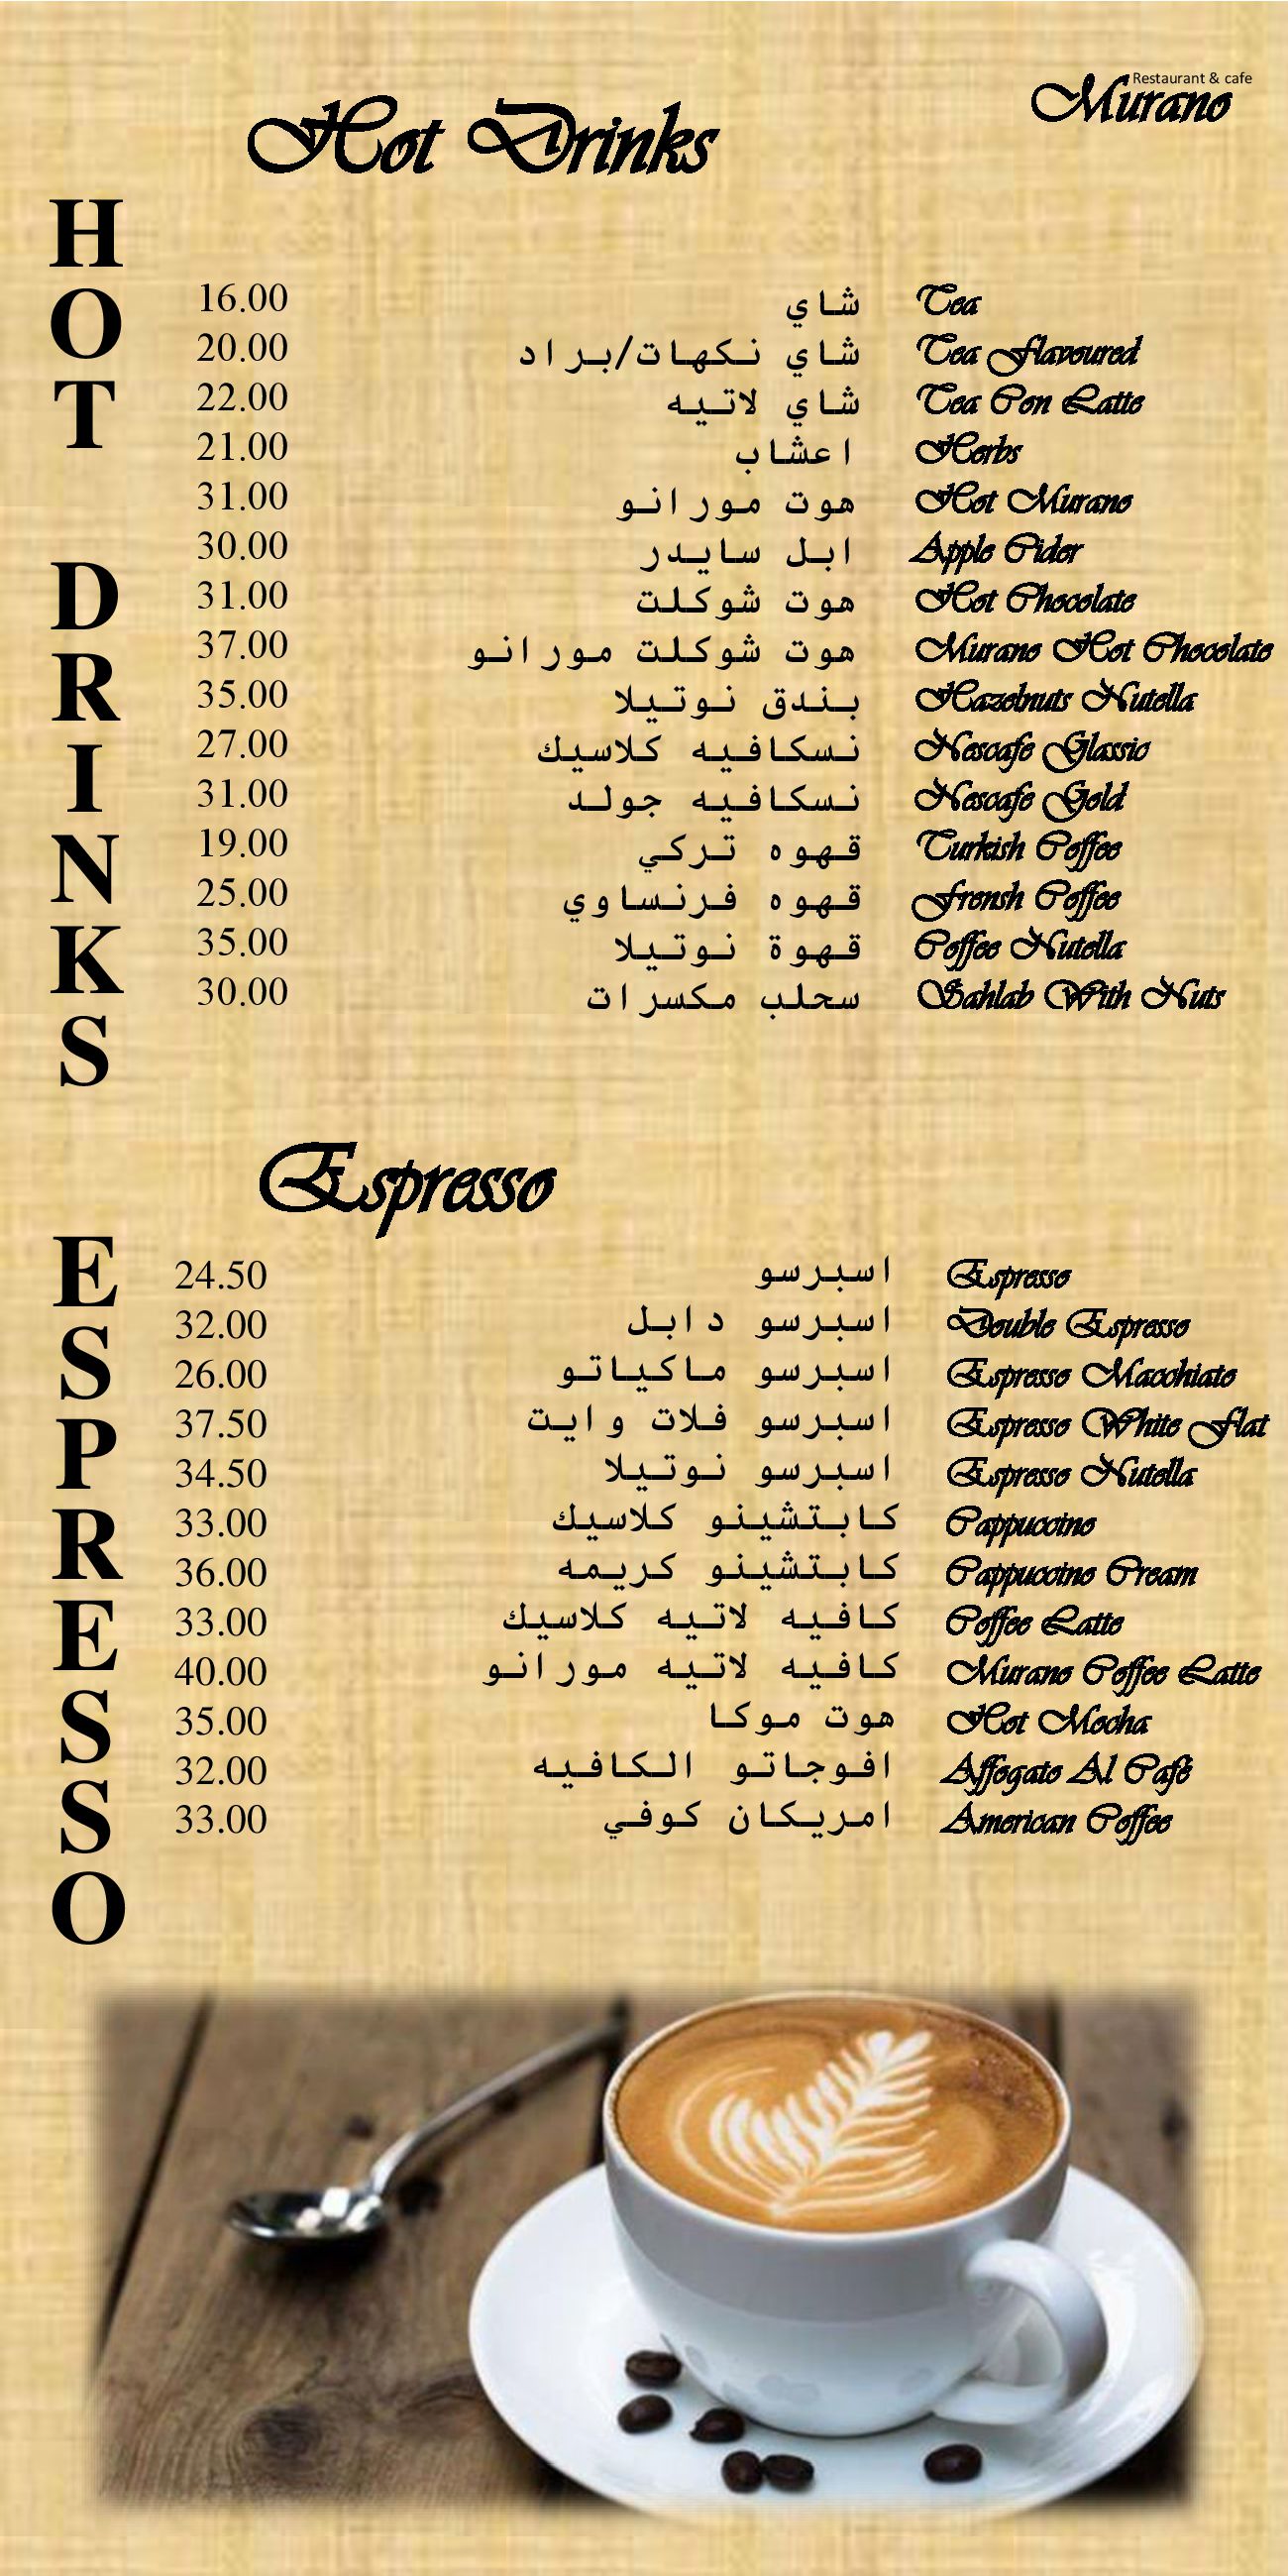 Restaurant & cafe
Murano
Hot Drinks
HOT DRINKS
16.00 شاي Tea
20.00 شاي نكهات/براد Tea Flavoured
22.00 شاي لاتيه Tea Con Latte
21.00 اعشاب Herbs
31.00 هوت مورانو Hot Murano
30.00 ابل سايدر Apple Cider
31.00 هوت شوكلت Hot Chocolate
37.00 هوت شوكلت مورانو Murano Hot Chocolate
35.00 بندق نوتيلا Hazelnuts Nutella
27.00 نسكافيه كلاسيك Nescafe Glassic
31.00 نسكافيه جولد Nescafe Gold
19.00 قهوه تركي Turkish Coffee
25.00 قهوه فرنساوي Frensh Coffee
35.00 قهوة نوتيلا Coffee Nutella
30.00 سحلب مكسرات Sahlab With Nuts
Espresso
ESPRESSO
24.50 اسبرسو Espresso
32.00 اسبرسو دابل Double Espresso
26.00 اسبرسو ماكياتو Espresso Macchiato
37.50 اسبرسو فلات وايت Espresso White Flat
34.50 اسبرسو نوتيلا Espresso Nutella
33.00 كابتشينو كلاسيك Cappuccino
36.00 كابتشينو كريمه Cappuccino Cream
33.00 كافيه لاتيه كلاسيك Coffee Latte
40.00 كافيه لاتيه مورانو Murano Coffee Latte
35.00 هوت موكا Hot Mocha
32.00 افوجاتو الكافيه Affogato Al Café
33.00 امريكان كوفي American Coffee